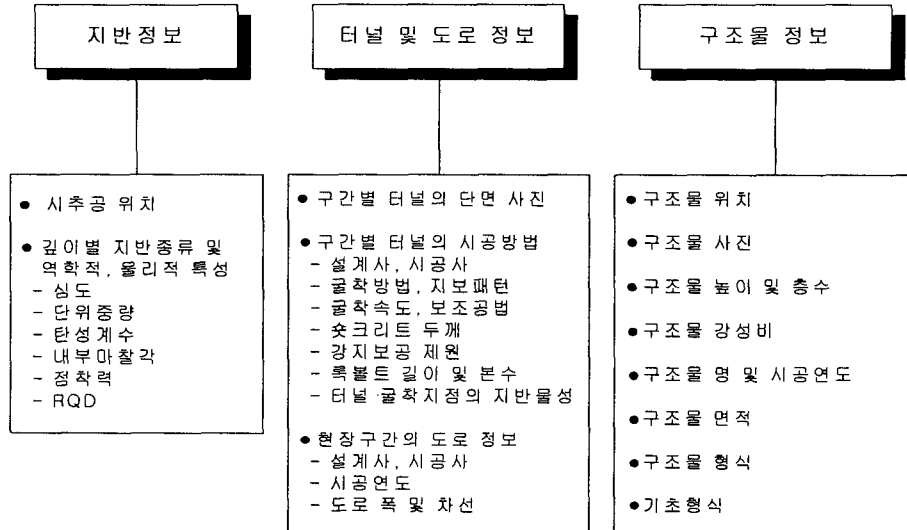 지반정보
● 시추공 위치
● 깊이별 지반종류 및
역학적, 물리적 특성
– 심도
– 단위중량
– 탄성계수
– 내부마찰각
– 점착력
– RQD
터널 및 도로 정보
● 구간별 터널의 단면 사진
● 구간별 터널의 시공방법
– 설계사, 시공사
– 굴착방법, 지보패턴
– 굴착속도, 보조공법
– 숏크리트 두께
– 강지보공 제원
– 록볼트 길이 및 본수
– 터널 굴착지점의 지반물성
● 현장구간의 도로 정보
– 설계사, 시공사
– 시공연도
– 도로 폭 및 차선
구조물 정보
● 구조물 위치
● 구조물 사진
● 구조물 높이 및 층수
● 구조물 강성비
● 구조물 명 및 시공연도
● 구조물 면적
● 구조물 형식
● 기초형식